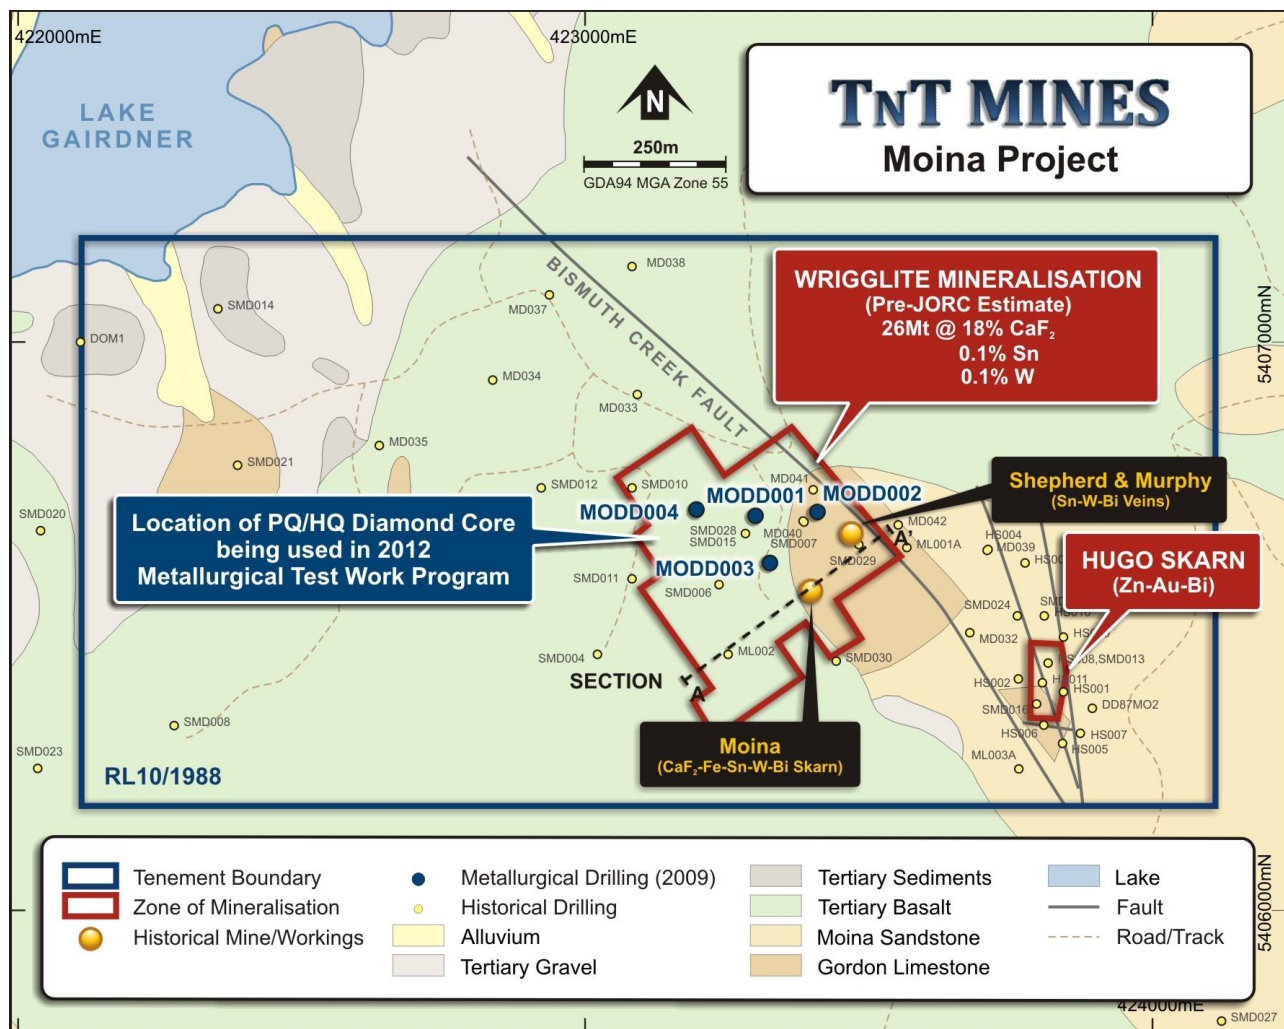 422000mE
423000mE
LAKE
GAIRDNER
N
250m
GDA94 MGA Zone 55
TNT MINES
Moina Project
MD038
BISMUTH CREEK FAULT
MD037
SMD014
DOM1
WRIGGLITE MINERALISATION
(Pre-JORC Estimate)
26Mt @ 18% CaF₂
0.1% Sn
0.1% W
5407000mN
MD034
MD033
MD035
SMD021
SMD012
SMD010
MD041
MODD001
MODD002
MODD004
Shepherd & Murphy
(Sn-W-Bi Veins)
Location of PQ/HQ Diamond Core
being used in 2012
Metallurgical Test Work Program
SMD020
SMD028
SMD015
MD040
SMD007
MD042
A'
ML001A
HS004
MD039
SMD029
MODD003
HUGO SKARN
(Zn-Au-Bi)
SMD011
SMD006
SMD024
HS010
MD032
SMD004
ML002
SMD030
SMD013
SECTION
A
HS002
HS011
HS001
SMD016
DD87MO2
SMD008
HS006
HS007
HS005
Moina
(CaF₂-Fe-Sn-W-Bi Skarn)
SMD023
ML003A
RL10/1988
Tenement Boundary
Zone of Mineralisation
Historical Mine/Workings
Metallurgical Drilling (2009)
Historical Drilling
Alluvium
Tertiary Gravel
Tertiary Sediments
Tertiary Basalt
Moina Sandstone
Gordon Limestone
Lake
Fault
Road/Track
5406000mN
424000mE
SMD027